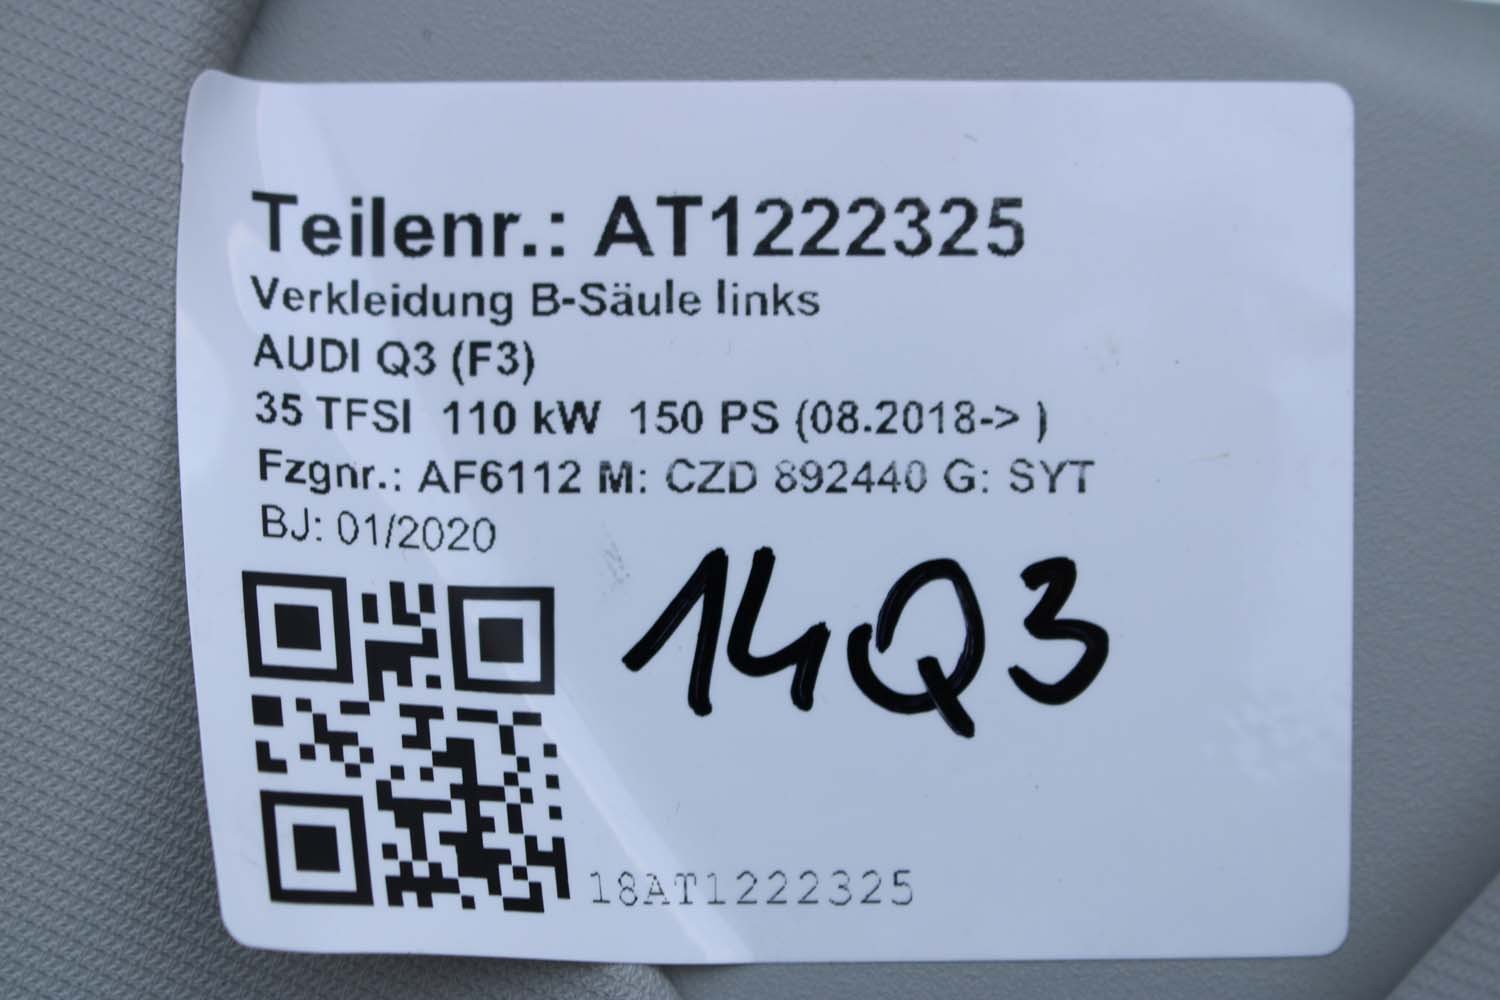 Teilenr.: AT1222325
Verkleidung B-Säule links
AUDI Q3 (F3)
35 TFSI 110 kW 150 PS (08.2018-> )
Fzgnr.: AF6112 M: CZD 892440 G: SYT
BJ: 01/2020
14Q3
18AT1222325